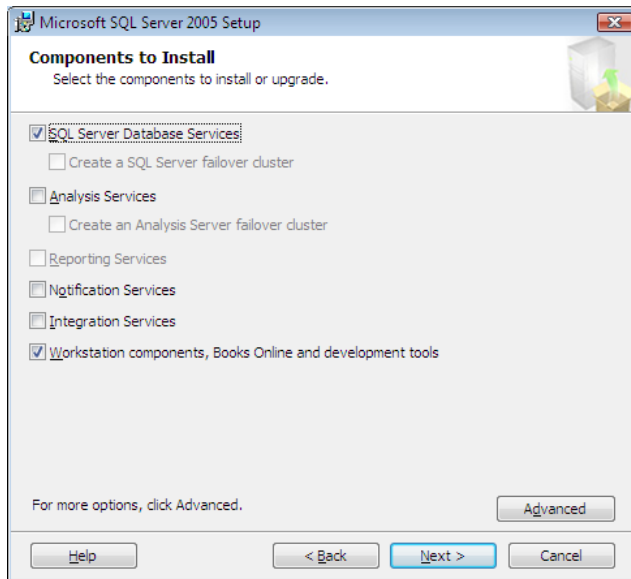 Microsoft SQL Server 2005 Setup
Components to Install
Select the components to install or upgrade.
SQL Server Database Services
Create a SQL Server failover cluster
Analysis Services
Create an Analysis Server failover cluster
Reporting Services
Notification Services
Integration Services
Workstation components, Books Online and development tools
For more options, click Advanced.
Advanced
Help
< Back
Next >
Cancel